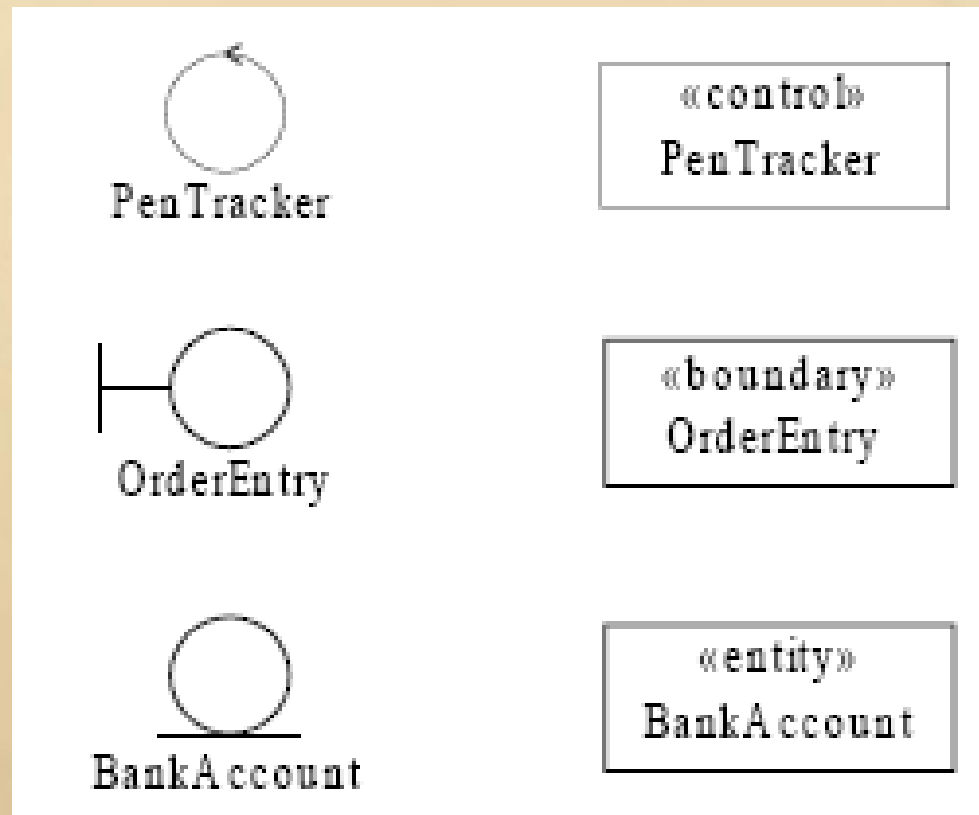 PenTracker
«control»
PenTracker
OrderEntry
«boundary»
OrderEntry
BankAccount
«entity»
BankAccount